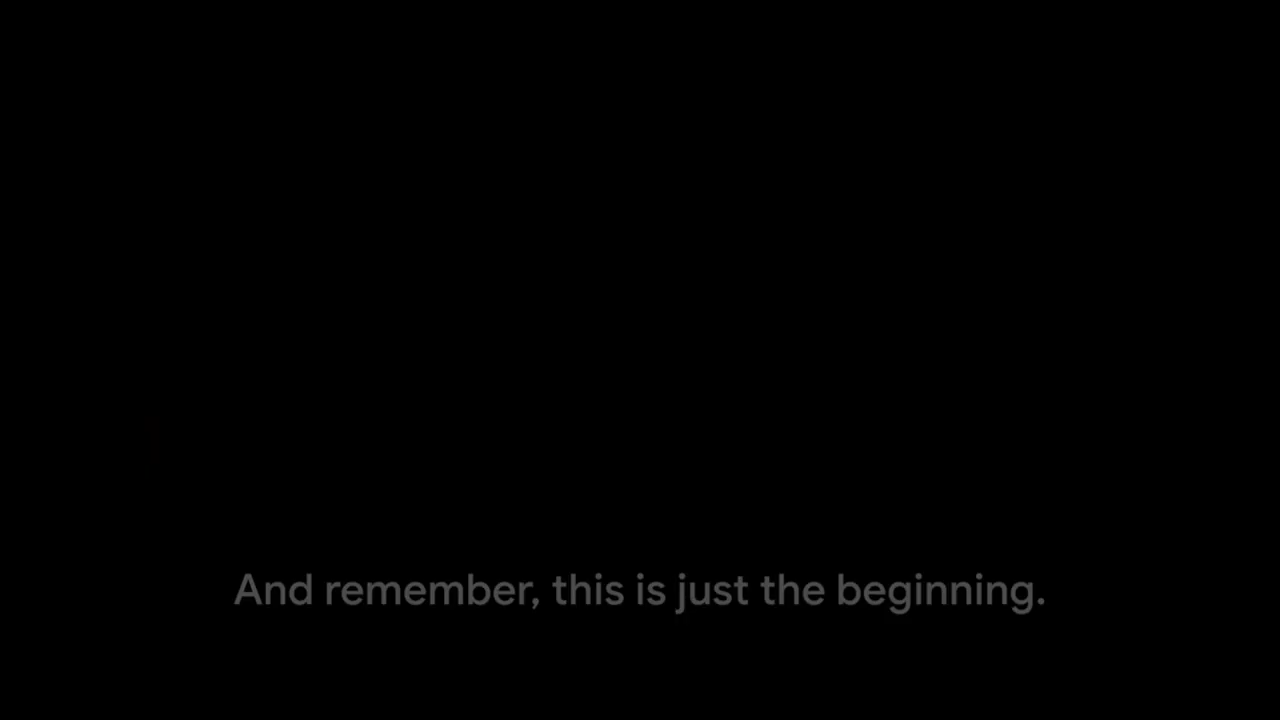 And remember, this is just the beginning.